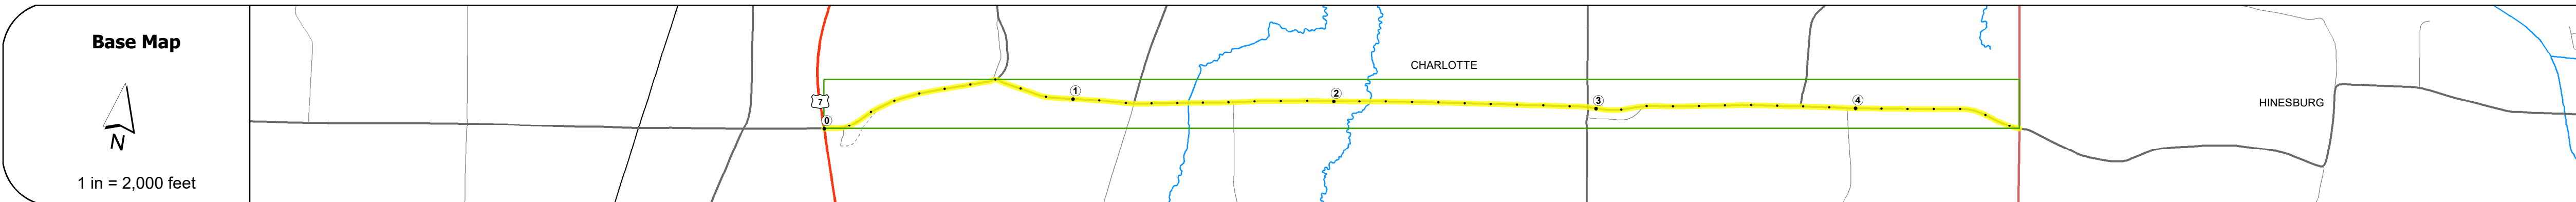 Base Map
N
1 in = 2,000 feet
7
0
1
2
CHARLOTTE
3
4
HINESBURG